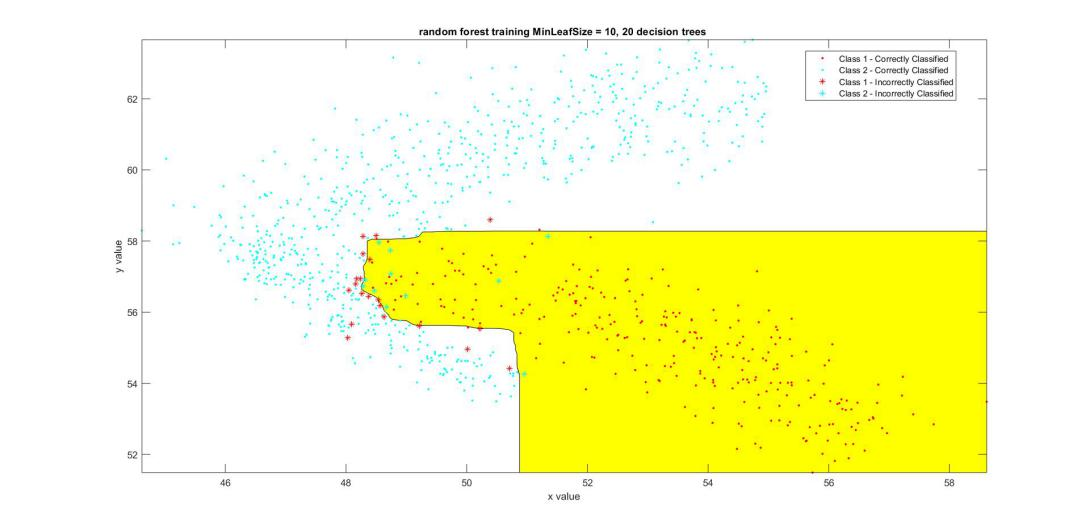 random forest training MinLeafSize = 10, 20 decision trees
Class 1 - Correctly Classified
Class 2 - Correctly Classified
Class 1 - Incorrectly Classified
Class 2 - Incorrectly Classified
62
60
58
56
54
52
y value
46 48 50 52 54 56 58
x value